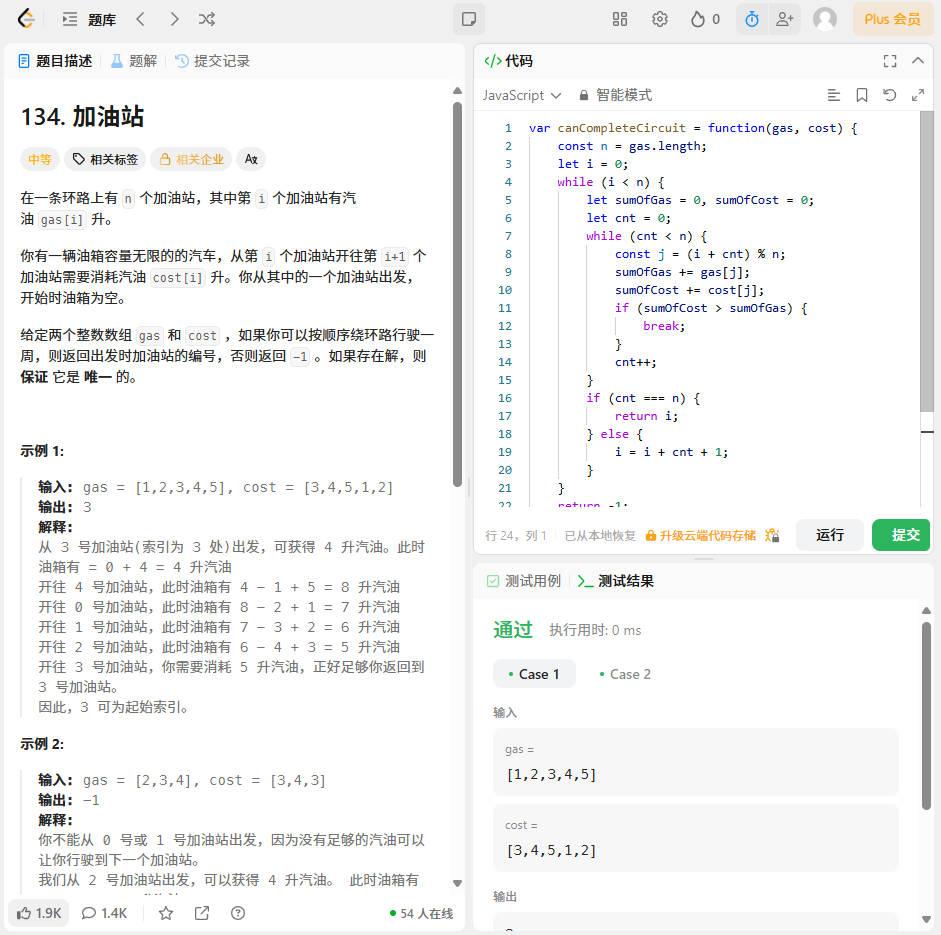 题库
0
Plus 会员
题目描述
题解
提交记录
134. 加油站
中等
相关标签
相关企业
在一条环路上有 n 个加油站，其中第 i 个加油站有汽
油 gas[i] 升。
你有一辆油箱容量无限的的汽车，从第 i 个加油站开往第 i+1 个
加油站需要消耗汽油 cost[i] 升。你从其中的一个加油站出发，
开始时油箱为空。
给定两个整数数组 gas 和 cost ，如果你可以按顺序绕环路行驶一
周，则返回出发时加油站的编号，否则返回 -1 。如果存在解，则
保证 它是 唯一 的。
示例 1:
输入: gas = [1,2,3,4,5], cost = [3,4,5,1,2]
输出: 3
解释:
从 3 号加油站(索引为 3 处)出发，可获得 4 升汽油。此时
油箱有 = 0 + 4 = 4 升汽油
开往 4 号加油站，此时油箱有 4 - 1 + 5 = 8 升汽油
开往 0 号加油站，此时油箱有 8 - 2 + 1 = 7 升汽油
开往 1 号加油站，此时油箱有 7 - 3 + 2 = 6 升汽油
开往 2 号加油站，此时油箱有 6 - 4 + 3 = 5 升汽油
开往 3 号加油站，你需要消耗 5 升汽油，正好足够你返回到
3 号加油站。
因此，3 可为起始索引。
示例 2:
输入: gas = [2,3,4], cost = [3,4,3]
输出: -1
解释:
你不能从 0 号或 1 号加油站出发，因为没有足够的汽油可以
让你行驶到下一个加油站。
我们从 2 号加油站出发，可以获得 4 升汽油。 此时油箱有
1.9K
1.4K
54 人在线
</> 代码
JavaScript
智能模式
1 var canCompleteCircuit = function(gas, cost) {
2     const n = gas.length;
3     let i = 0;
4     while (i < n) {
5         let sumOfGas = 0, sumOfCost = 0;
6         let cnt = 0;
7         while (cnt < n) {
8             const j = (i + cnt) % n;
9             sumOfGas += gas[j];
10             sumOfCost += cost[j];
11             if (sumOfCost > sumOfGas) {
12                 break;
13             }
14             cnt++;
15         }
16         if (cnt === n) {
17             return i;
18         } else {
19             i = i + cnt + 1;
20         }
21     }
22     return -1;
行 24，列 1
已从本地恢复
升级云端代码存储
运行
提交
测试用例
测试结果
通过
执行用时: 0 ms
Case 1
Case 2
输入
gas =
[1,2,3,4,5]
cost =
[3,4,5,1,2]
输出